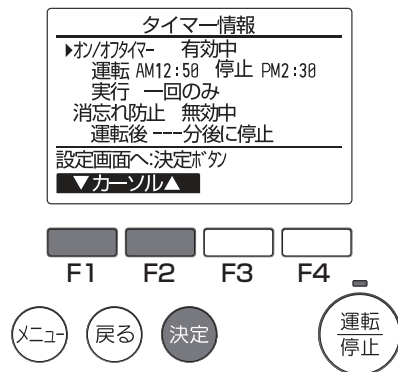 タイマー情報
▶オン/オフタイマー 有効中
運転 AM12:50 停止 PM2:30
実行 一回のみ
消忘れ防止 無効中
運転後 ---分後に停止
設定画面へ:決定ボタン
▼カーソル▲
F1 F2 F3 F4
メニュー 戻る 決定 運転
停止